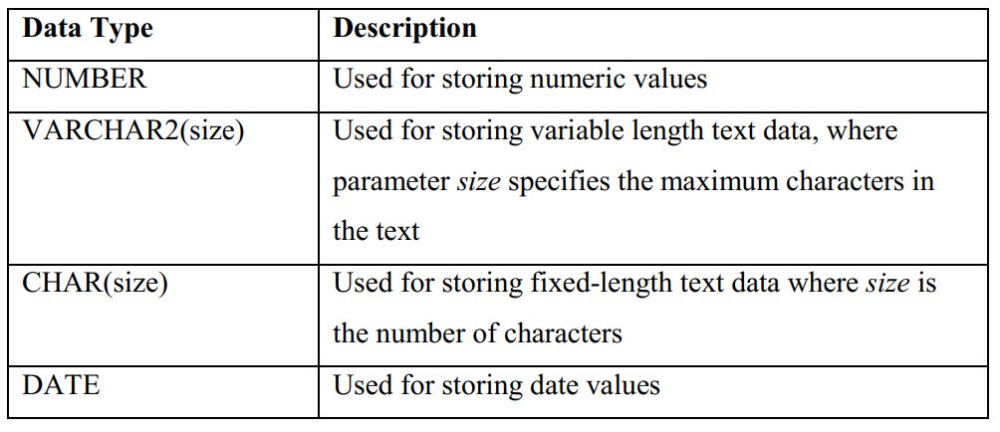 Data Type Description
NUMBER Used for storing numeric values
VARCHAR2(size) Used for storing variable length text data, where
parameter size specifies the maximum characters in
the text
CHAR(size) Used for storing fixed-length text data where size is
the number of characters
DATE Used for storing date values